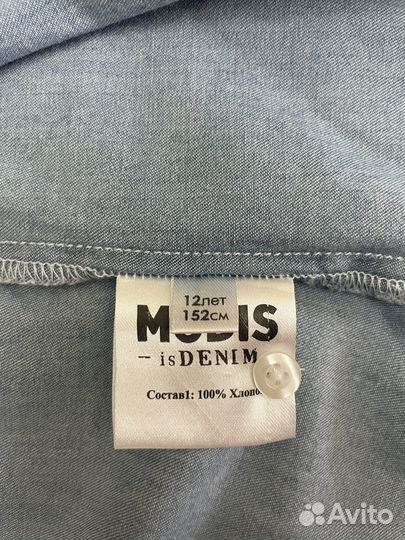 12лет
152см
MODIS
– isDENIM
Состав1: 100% Хлопо
Avito